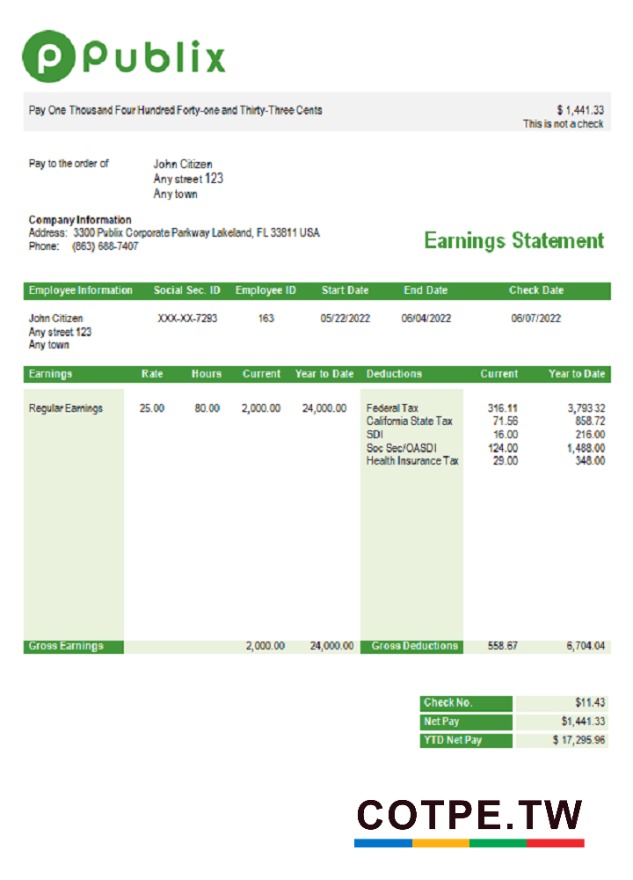 Publix
Pay One Thousand Four Hundred Forty-one and Thirty-Three Cents $ 1,441.33
This is not a check
Pay to the order of John Citizen
Any street 123
Any town
Company Information
Address: 3300 Publix Corporate Parkway Lakeland, FL 33811 USA
Phone: (863) 688-7407
Earnings Statement
Employee Information Social Sec. ID Employee ID Start Date End Date Check Date
John Citizen XXX-XX-7293 163 05/22/2022 06/04/2022 06/07/2022
Any street 123
Any town
Earnings Rate Hours Current Year to Date Deductions Current Year to Date
Regular Earnings 25.00 80.00 2,000.00 24,000.00 Federal Tax 316.11 3,793.32
California State Tax 71.56 858.72
SDI 16.00 216.00
Soc Sec/OASDI 124.00 1,488.00
Health Insurance Tax 29.00 348.00
Gross Earnings 2,000.00 24,000.00 Gross Deductions 558.67 6,704.04
Check No. $11.43
Net Pay $1,441.33
YTD Net Pay $ 17,295.96
COTPE.TW